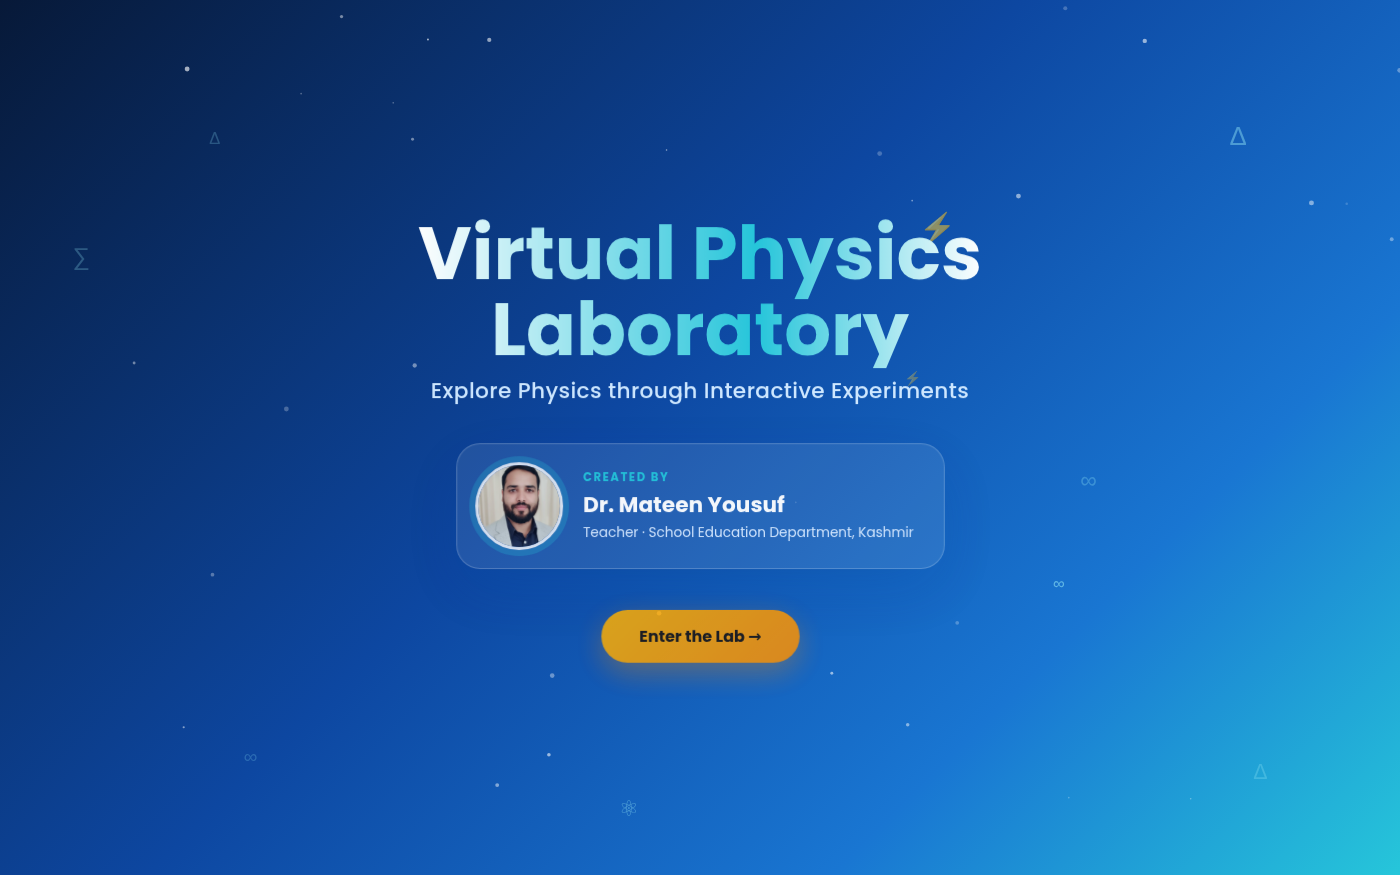 Δ
Δ
⚡
Σ
Virtual Physics
Laboratory
⚡
Explore Physics through Interactive Experiments
CREATED BY
Dr. Mateen Yousuf
Teacher · School Education Department, Kashmir
∞
∞
Enter the Lab →
∞
Δ
⚛